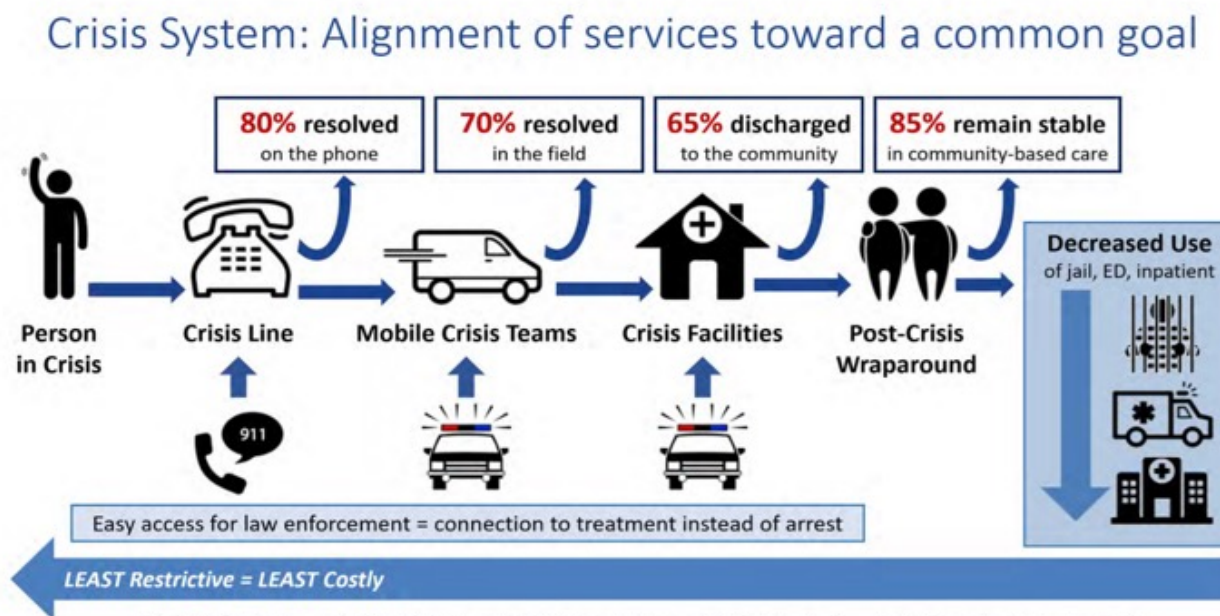 Crisis System: Alignment of services toward a common goal
80% resolved
on the phone
70% resolved
in the field
65% discharged
to the community
85% remain stable
in community-based care
Person
in Crisis
Crisis Line
Mobile Crisis Teams
Crisis Facilities
Post-Crisis
Wraparound
Decreased Use
of jail, ED, inpatient
911
Easy access for law enforcement = connection to treatment instead of arrest
LEAST Restrictive = LEAST Costly